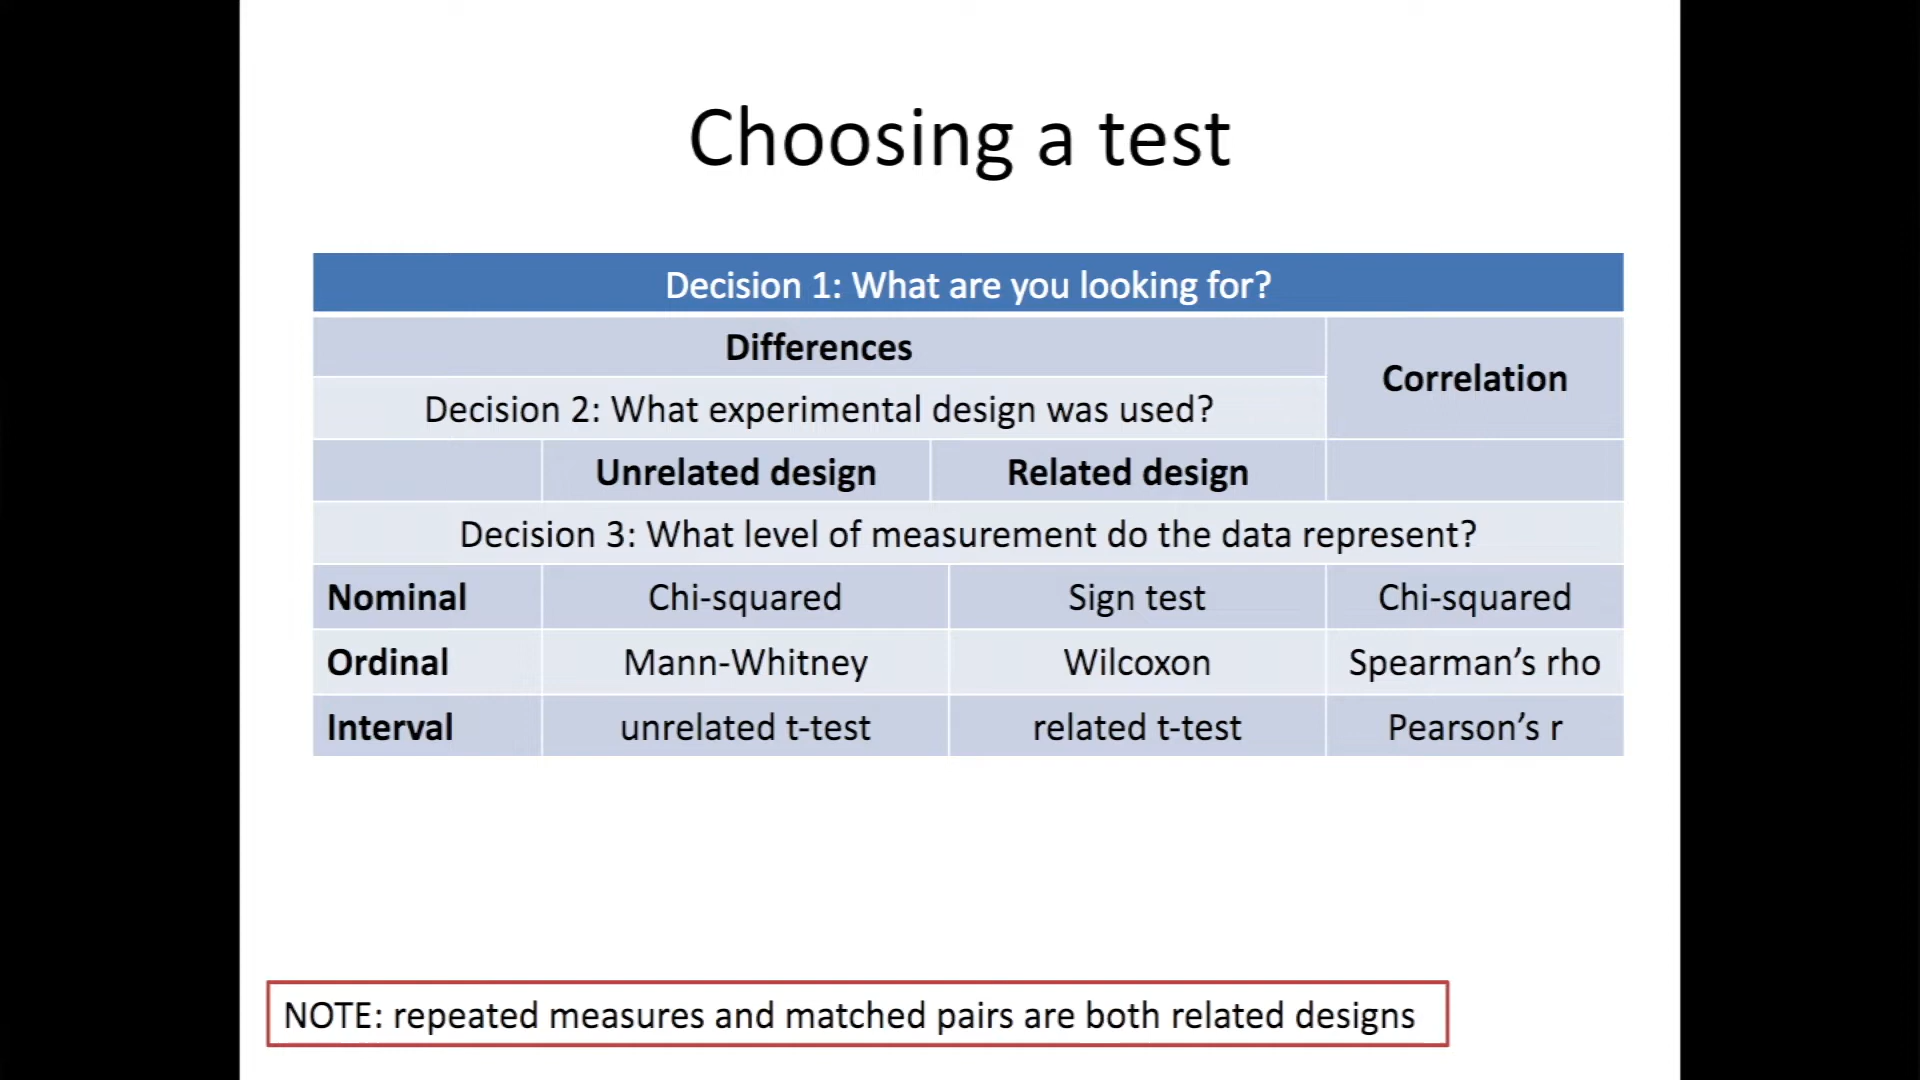 Choosing a test
Decision 1: What are you looking for?
Differences
Correlation
Decision 2: What experimental design was used?
Unrelated design
Related design
Decision 3: What level of measurement do the data represent?
Nominal Chi-squared Sign test Chi-squared
Ordinal Mann-Whitney Wilcoxon Spearman’s rho
Interval unrelated t-test related t-test Pearson’s r
NOTE: repeated measures and matched pairs are both related designs